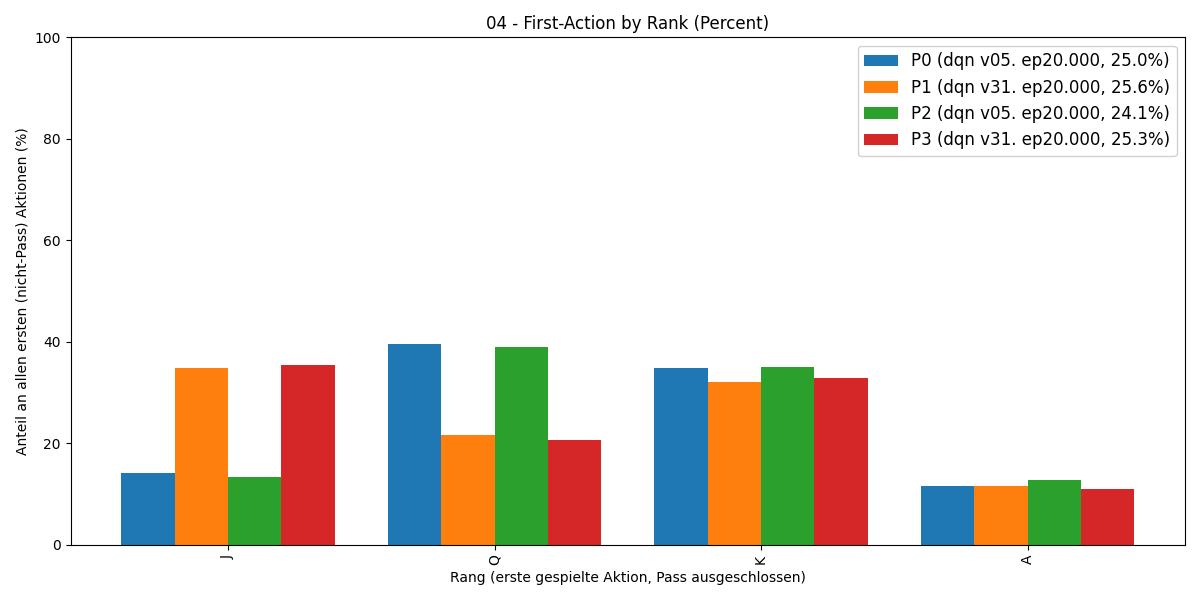 04 - First-Action by Rank (Percent)
P0 (dqn v05. ep20.000, 25.0%)
P1 (dqn v31. ep20.000, 25.6%)
P2 (dqn v05. ep20.000, 24.1%)
P3 (dqn v31. ep20.000, 25.3%)
Anteil an allen ersten (nicht-Pass) Aktionen (%)
100
80
60
40
20
0
J
Q
K
A
Rang (erste gespielte Aktion, Pass ausgeschlossen)